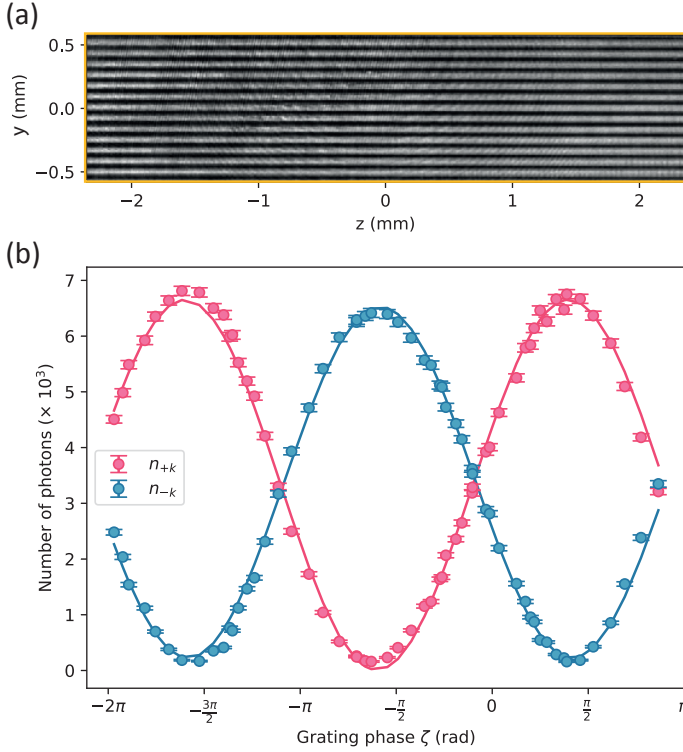 (a)
0.5
0.0
−0.5
y (mm)
−2
−1
0
1
2
z (mm)
(b)
7
6
5
4
3
2
1
0
Number of photons (× 10³)
n₊ₖ
n₋ₖ
−2π
−3π/2
−π
−π/2
0
π/2
π
Grating phase ζ (rad)